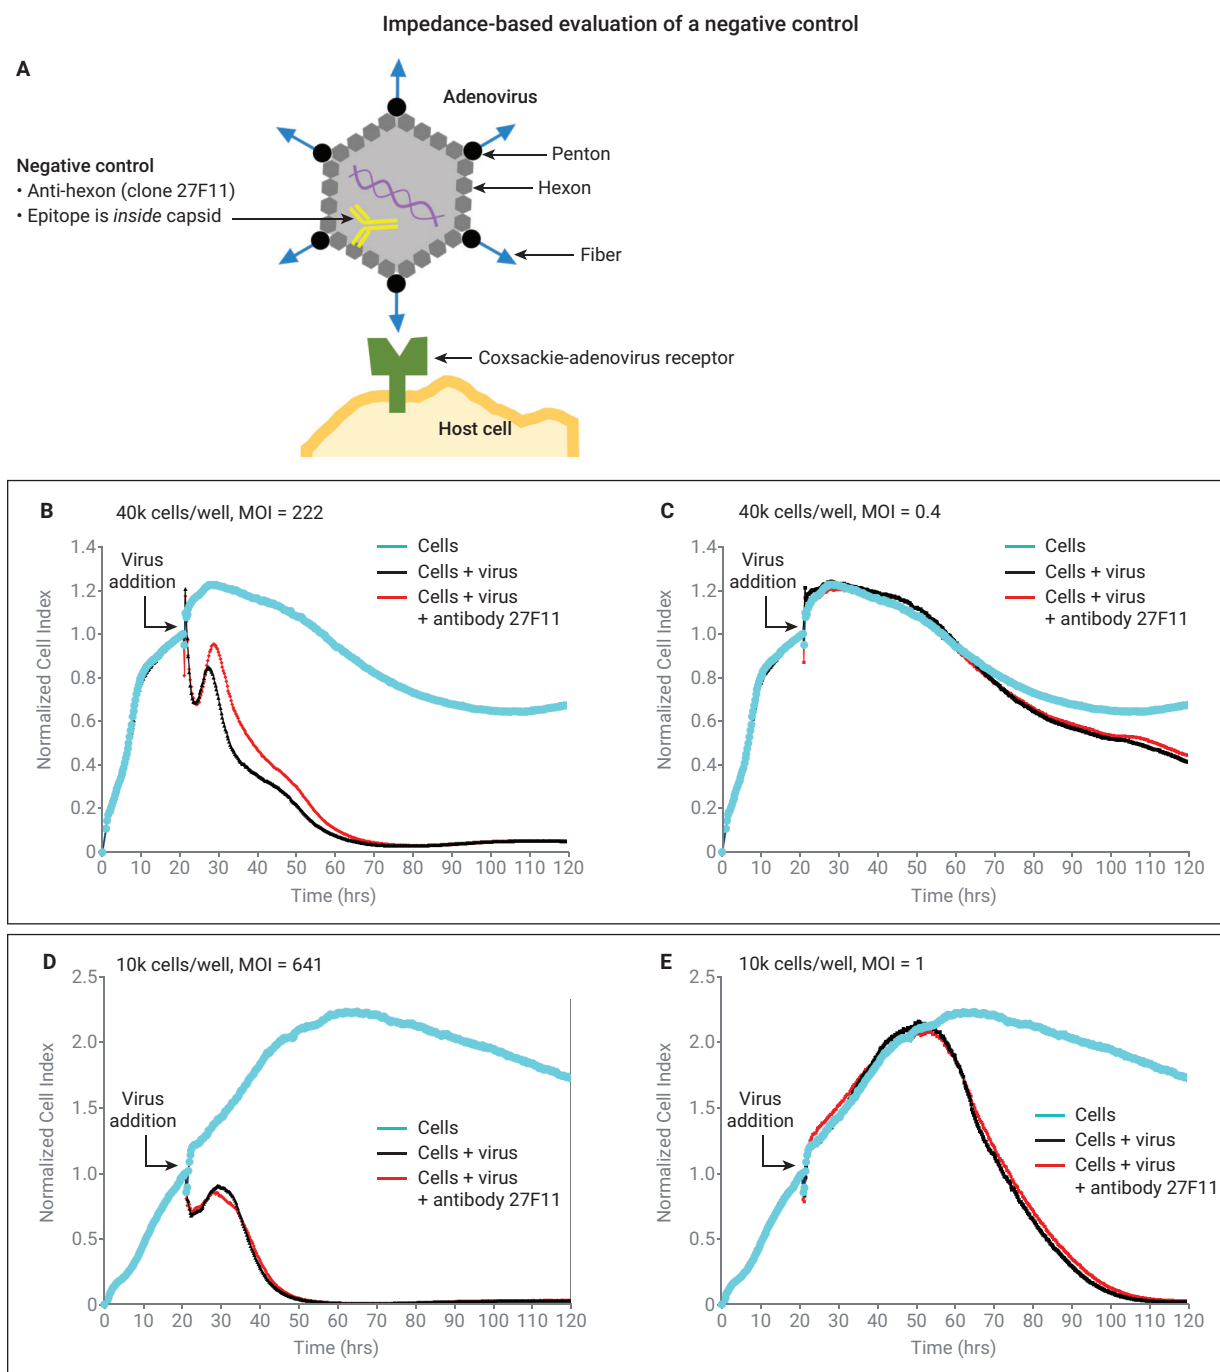 Impedance-based evaluation of a negative control
A
Adenovirus
Negative control
• Anti-hexon (clone 27F11)
• Epitope is inside capsid
Penton
Hexon
Fiber
Coxsackie-adenovirus receptor
Host cell
B
40k cells/well, MOI = 222
Virus
addition
Cells
Cells + virus
Cells + virus
+ antibody 27F11
Normalized Cell Index
1.4
1.2
1.0
0.8
0.6
0.4
0.2
0
0 10 20 30 40 50 60 70 80 90 100 110 120
Time (hrs)
C
40k cells/well, MOI = 0.4
Virus
addition
Cells
Cells + virus
Cells + virus
+ antibody 27F11
Normalized Cell Index
1.4
1.2
1.0
0.8
0.6
0.4
0.2
0
0 10 20 30 40 50 60 70 80 90 100 110 120
Time (hrs)
D
10k cells/well, MOI = 641
Virus
addition
Cells
Cells + virus
Cells + virus
+ antibody 27F11
Normalized Cell Index
2.5
2.0
1.5
1.0
0.5
0
0 10 20 30 40 50 60 70 80 90 100 110 120
Time (hrs)
E
10k cells/well, MOI = 1
Virus
addition
Cells
Cells + virus
Cells + virus
+ antibody 27F11
Normalized Cell Index
2.5
2.0
1.5
1.0
0.5
0
0 10 20 30 40 50 60 70 80 90 100 110 120
Time (hrs)